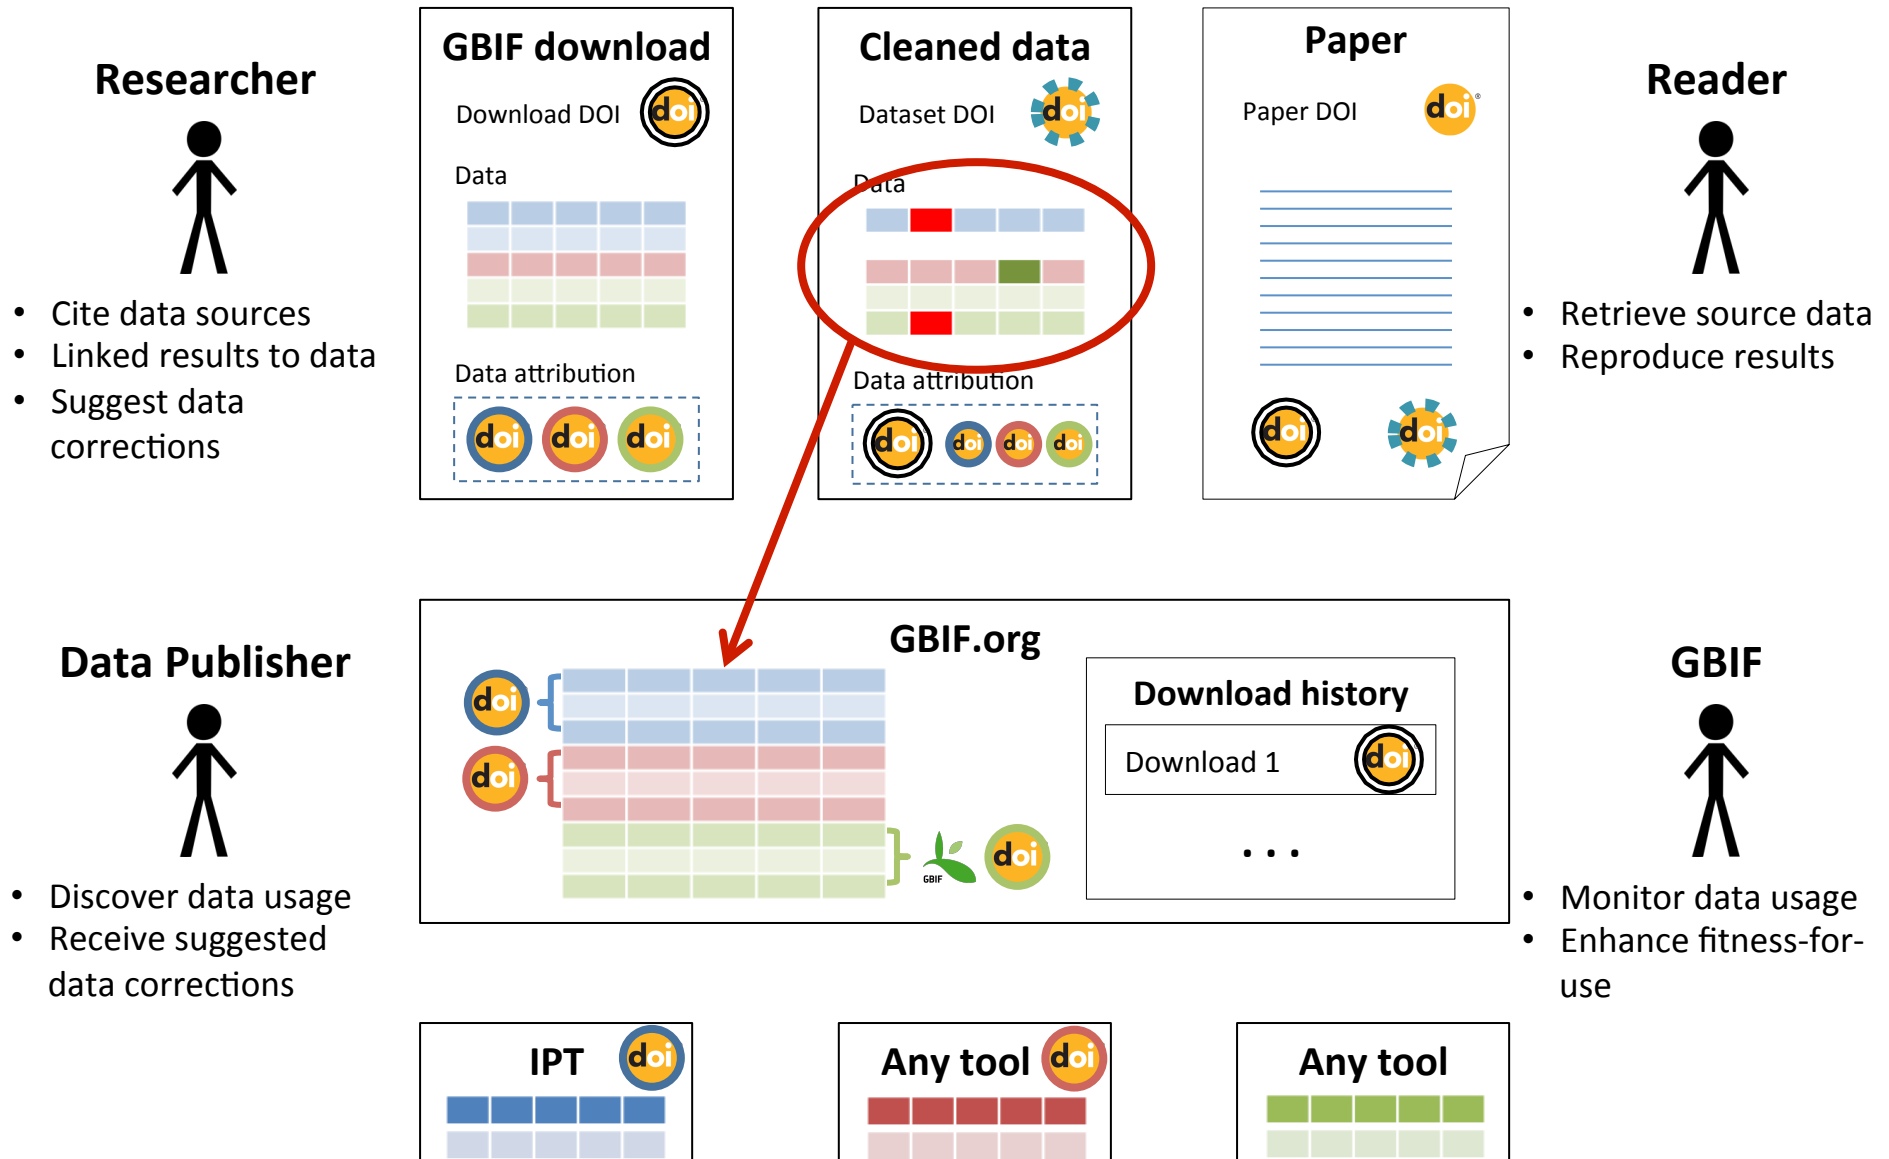 Researcher
• Cite data sources
• Linked results to data
• Suggest data
corrections
GBIF download
Download DOI
doi
Data
Data attribution
doi
doi
doi
Cleaned data
Dataset DOI
doi
Data
Data attribution
doi
doi
doi
doi
Paper
Paper DOI
doi®
doi
doi
Reader
• Retrieve source data
• Reproduce results
Data Publisher
• Discover data usage
• Receive suggested
data corrections
GBIF.org
doi
doi
GBIF
doi
Download history
Download 1
doi
. . .
GBIF
• Monitor data usage
• Enhance fitness-for-
use
IPT
doi
Any tool
doi
Any tool